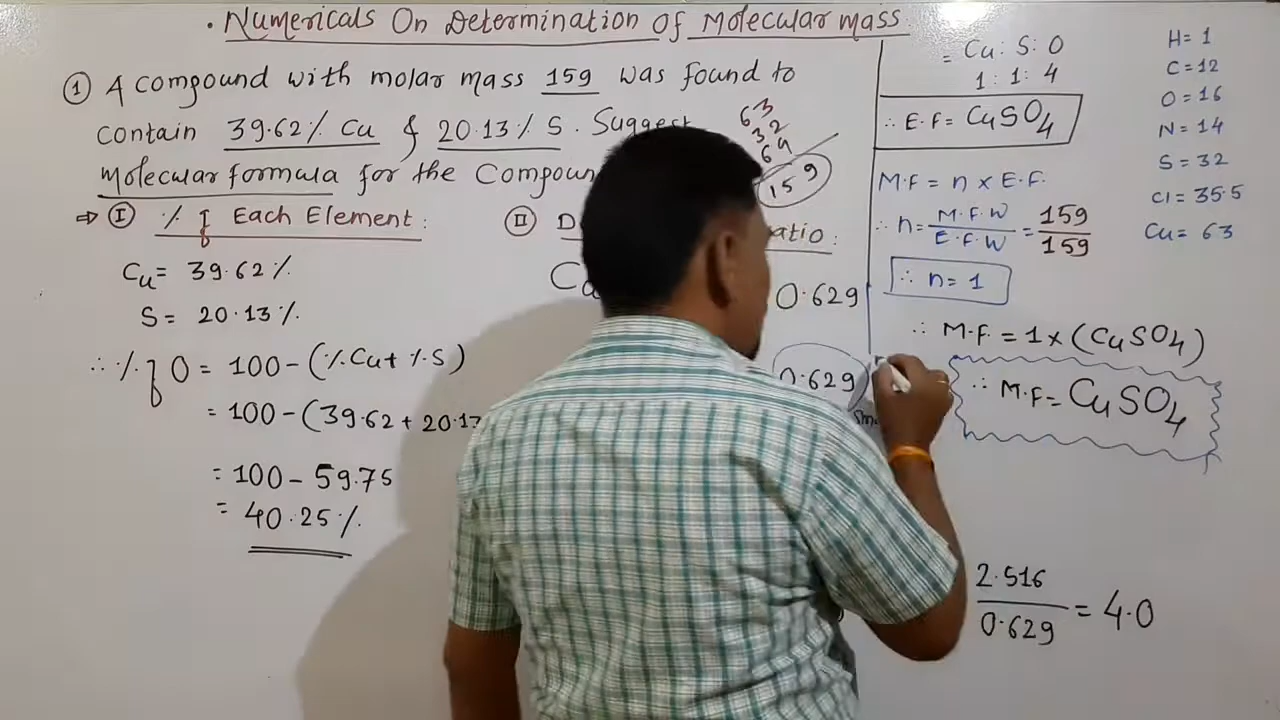 • Numericals On Determination of Molecular mass.
① A compound with molar mass 159 was found to
contain 39.62% Cu & 20.13% S. Suggest
molecular formula for the Compoun
⇒ Ⓘ % of Each Element:
Cu = 39.62%
S = 20.13%
∴ % of O = 100 - (% Cu + % S)
= 100 - (39.62 + 20.13
= 100 - 59.75
= 40.25%
63
32
64
159
Ⓘⓘ D atio:
0.629
0.629
= Cu : S : O
1 : 1 : 4
∴ E.F = CuSO4
M.F = n x E.F.
∴ n = M.F.W / E.F.W = 159 / 159
∴ n = 1
∴ M.F. = 1 x (CuSO4)
∴ M.F = CuSO4
2.516 / 0.629 = 4.0
H = 1
C = 12
O = 16
N = 14
S = 32
Cl = 35.5
Cu = 63